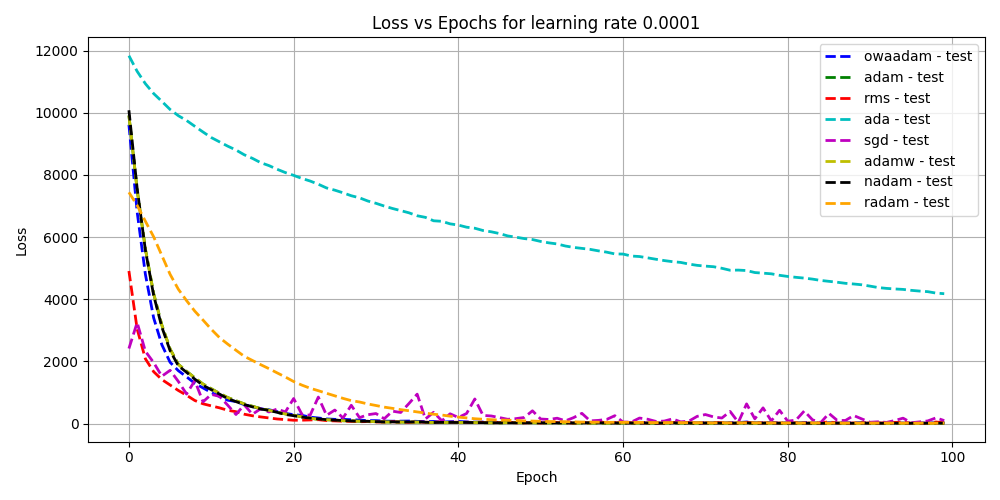 Loss vs Epochs for learning rate 0.0001
12000
10000
8000
6000
4000
2000
0
Loss
owaadam - test
adam - test
rms - test
ada - test
sgd - test
adamw - test
nadam - test
radam - test
0
20
40
60
80
100
Epoch